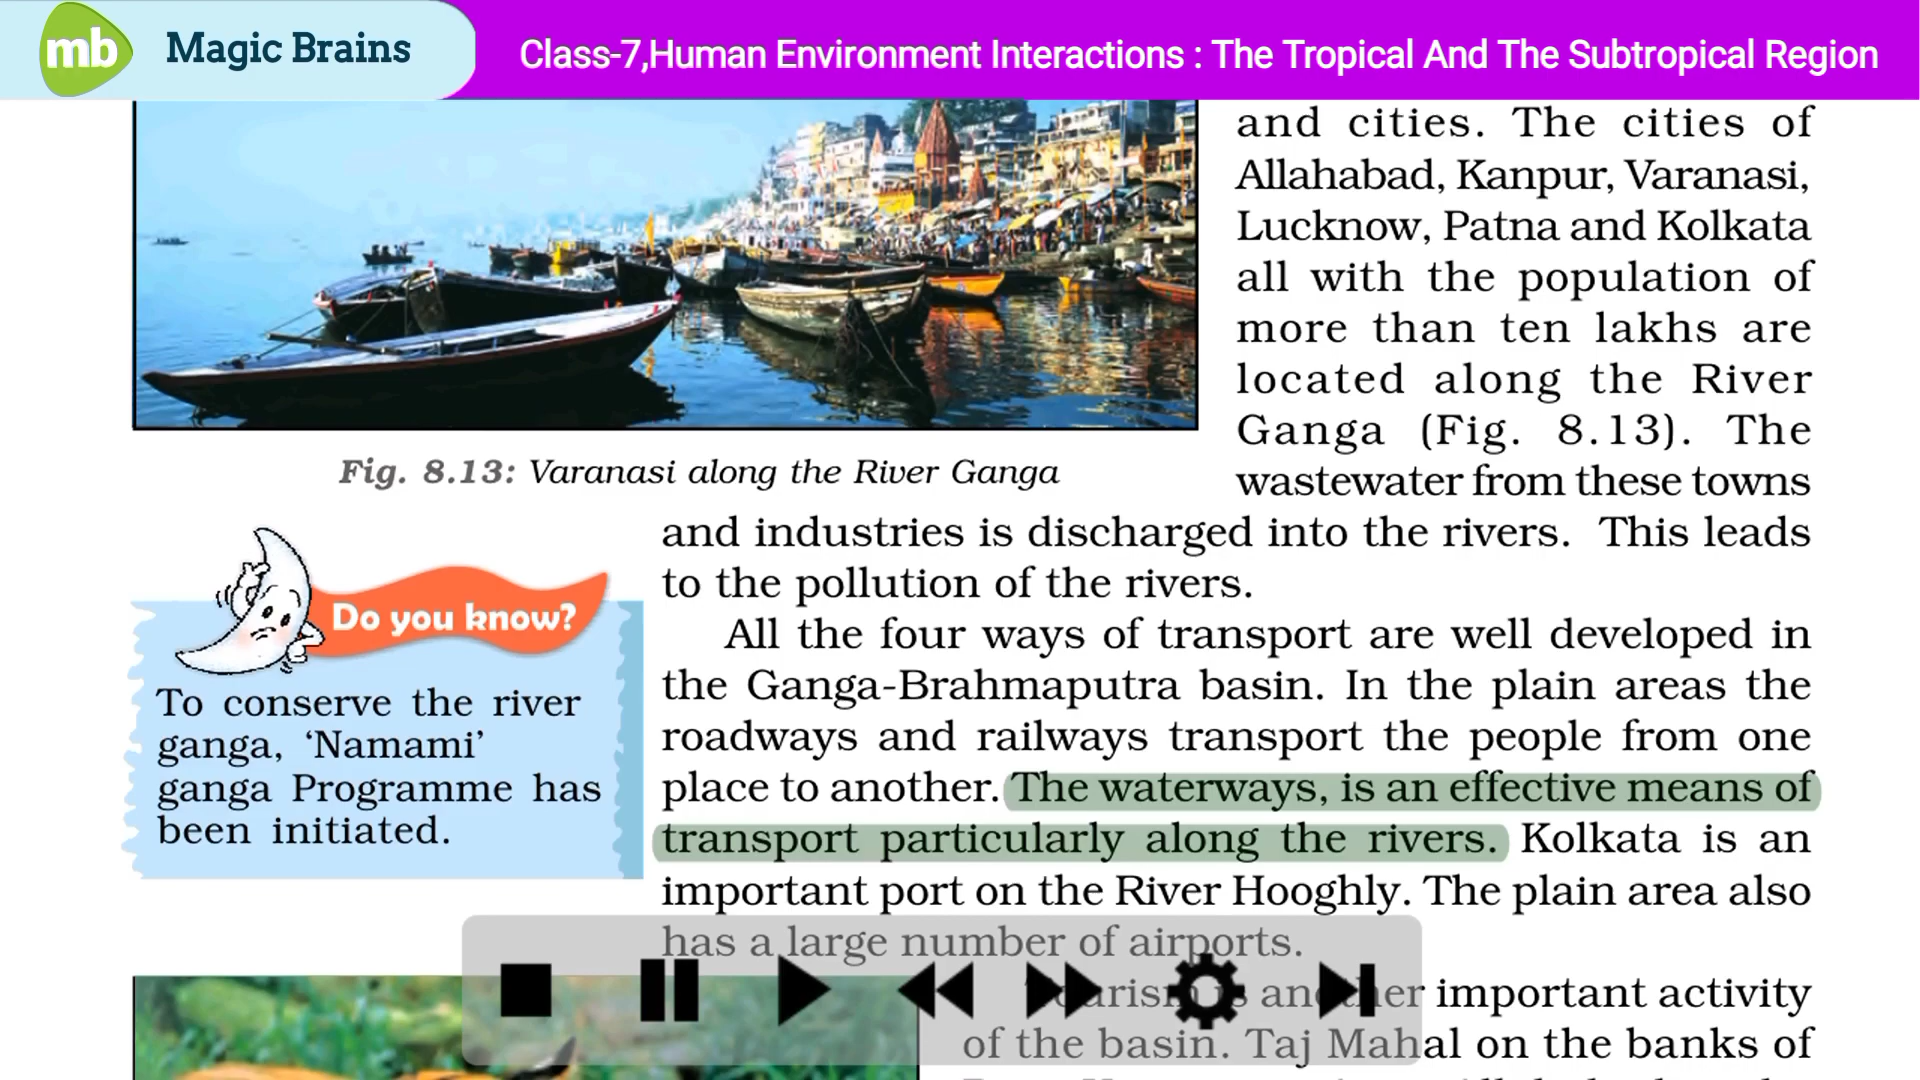 mb Magic Brains
Class-7,Human Environment Interactions : The Tropical And The Subtropical Region
and cities. The cities of
Allahabad, Kanpur, Varanasi,
Lucknow, Patna and Kolkata
all with the population of
more than ten lakhs are
located along the River
Ganga (Fig. 8.13). The
wastewater from these towns
Fig. 8.13: Varanasi along the River Ganga
and industries is discharged into the rivers. This leads
to the pollution of the rivers.
All the four ways of transport are well developed in
the Ganga-Brahmaputra basin. In the plain areas the
roadways and railways transport the people from one
place to another. The waterways, is an effective means of
transport particularly along the rivers. Kolkata is an
important port on the River Hooghly. The plain area also
has a large number of airports.
Tourism is another important activity
of the basin. Taj Mahal on the banks of
Do you know?
To conserve the river
ganga, ‘Namami’
ganga Programme has
been initiated.